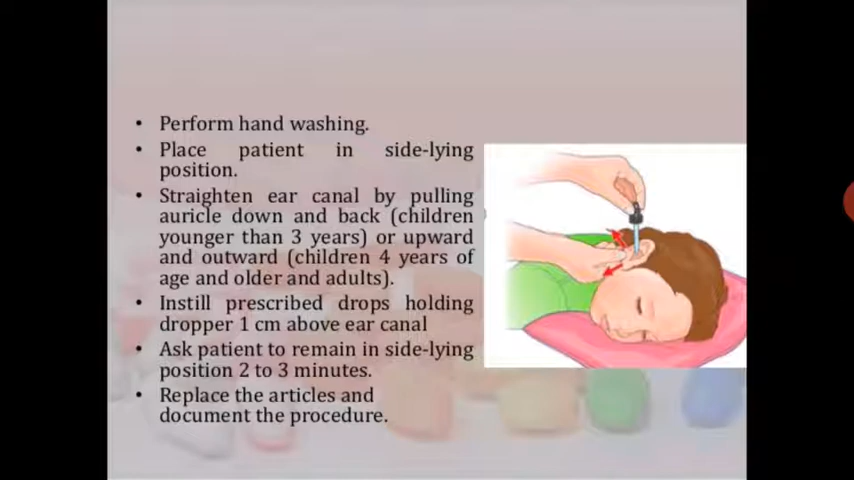 • Perform hand washing.
• Place patient in side-lying
position.
• Straighten ear canal by pulling
auricle down and back (children
younger than 3 years) or upward
and outward (children 4 years of
age and older and adults).
• Instill prescribed drops holding
dropper 1 cm above ear canal
• Ask patient to remain in side-lying
position 2 to 3 minutes.
• Replace the articles and
document the procedure.